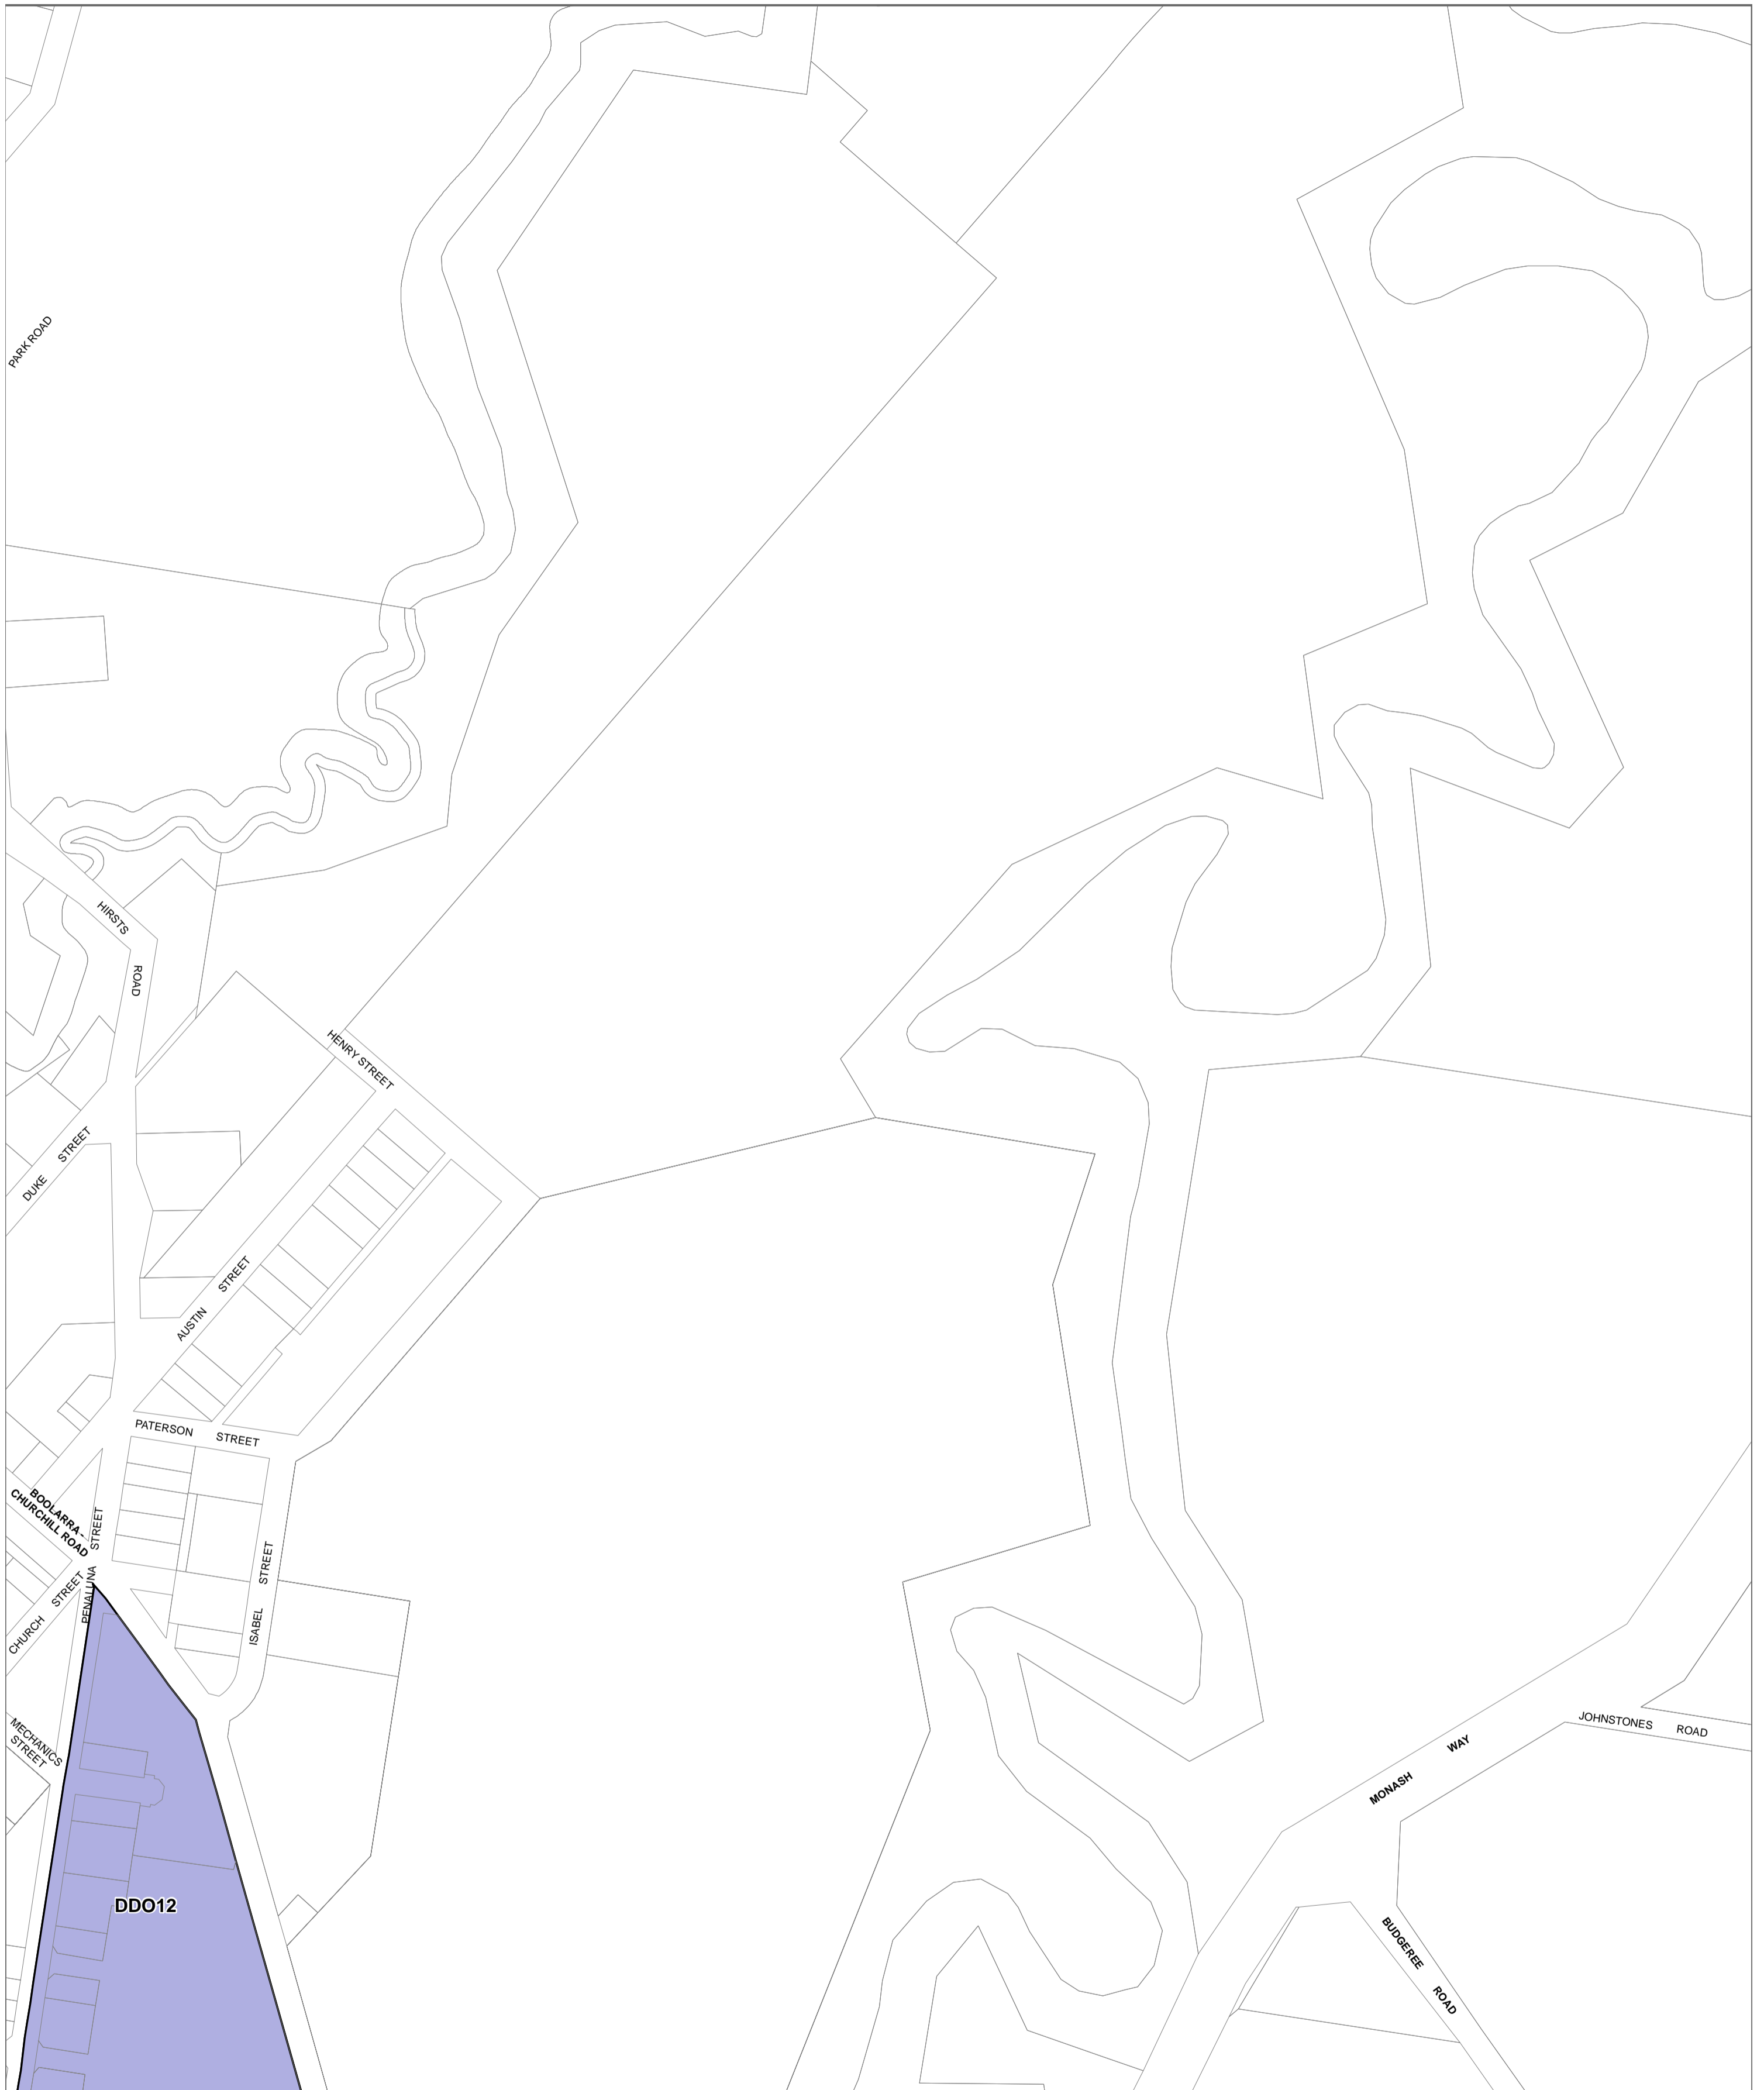 PARK ROAD
HIRSTS
ROAD
HENRY STREET
DUKE STREET
AUSTIN STREET
PATERSON STREET
BOOLARRA -
CHURCHILL ROAD
PENALUNA STREET
CHURCH STREET
ISABEL STREET
MECHANICS
STREET
DDO12
MONASH WAY
JOHNSTONES ROAD
BUDGEREE ROAD